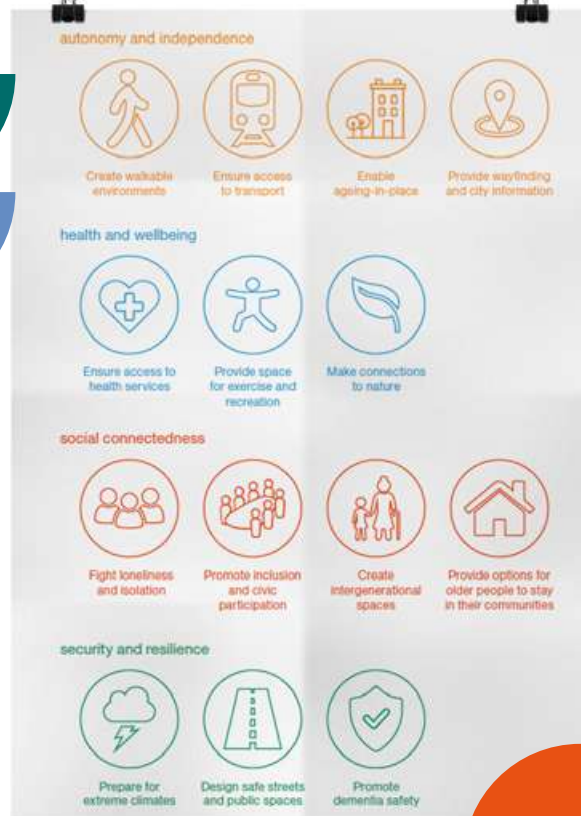 autonomy and independence
Create walkable
environments
Ensure access
to transport
Enable
ageing-in-place
Provide wayfinding
and city information
health and wellbeing
Ensure access to
health services
Provide space
for exercise and
recreation
Make connections
to nature
social connectedness
Fight loneliness
and isolation
Promote inclusion
and civic
participation
Create
intergenerational
spaces
Provide options for
older people to stay
in their communities
security and resilience
Prepare for
extreme climates
Design safe streets
and public spaces
Promote
dementia safety